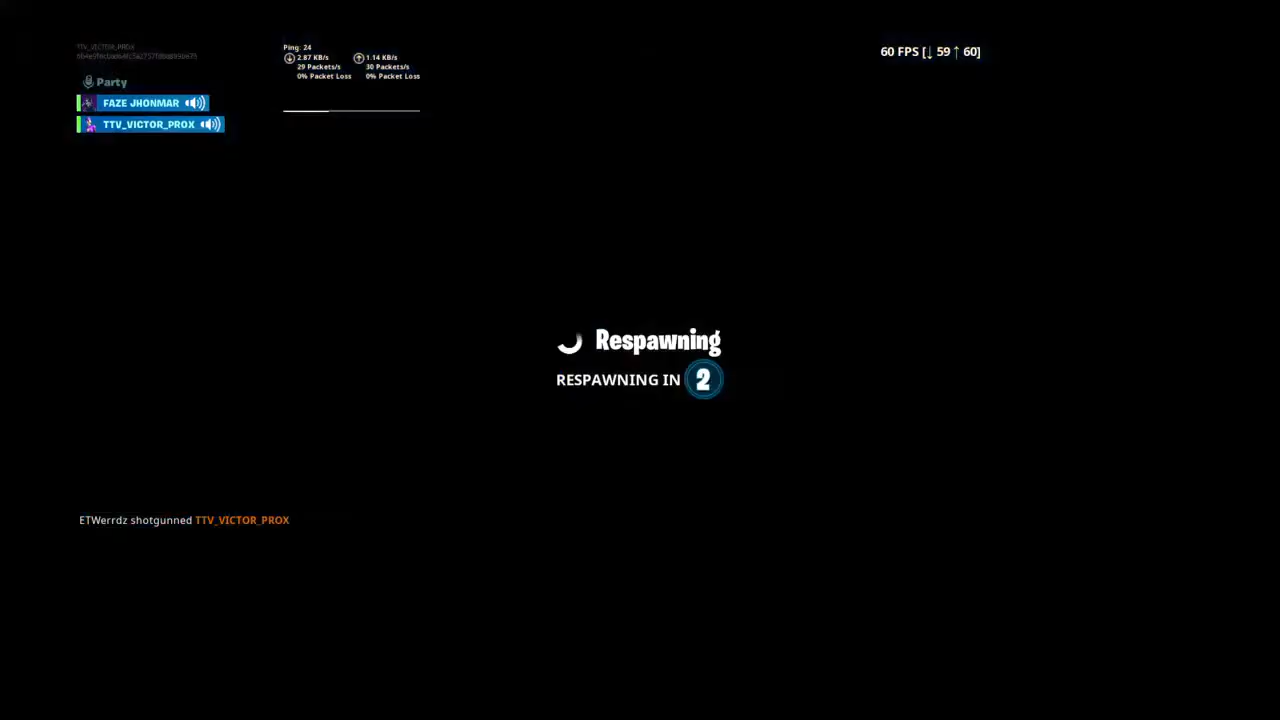 TTV_VICTOR_PROX
Party
FAZE JHONMAR
TTV_VICTOR_PROX
Ping: 24
2.87 KB/s 1.14 KB/s
29 Packets/s 30 Packets/s
0% Packet Loss 0% Packet Loss
60 FPS [↓ 59 ↑ 60]
Respawning
RESPAWNING IN 2
ETWerrdz shotgunned TTV_VICTOR_PROX